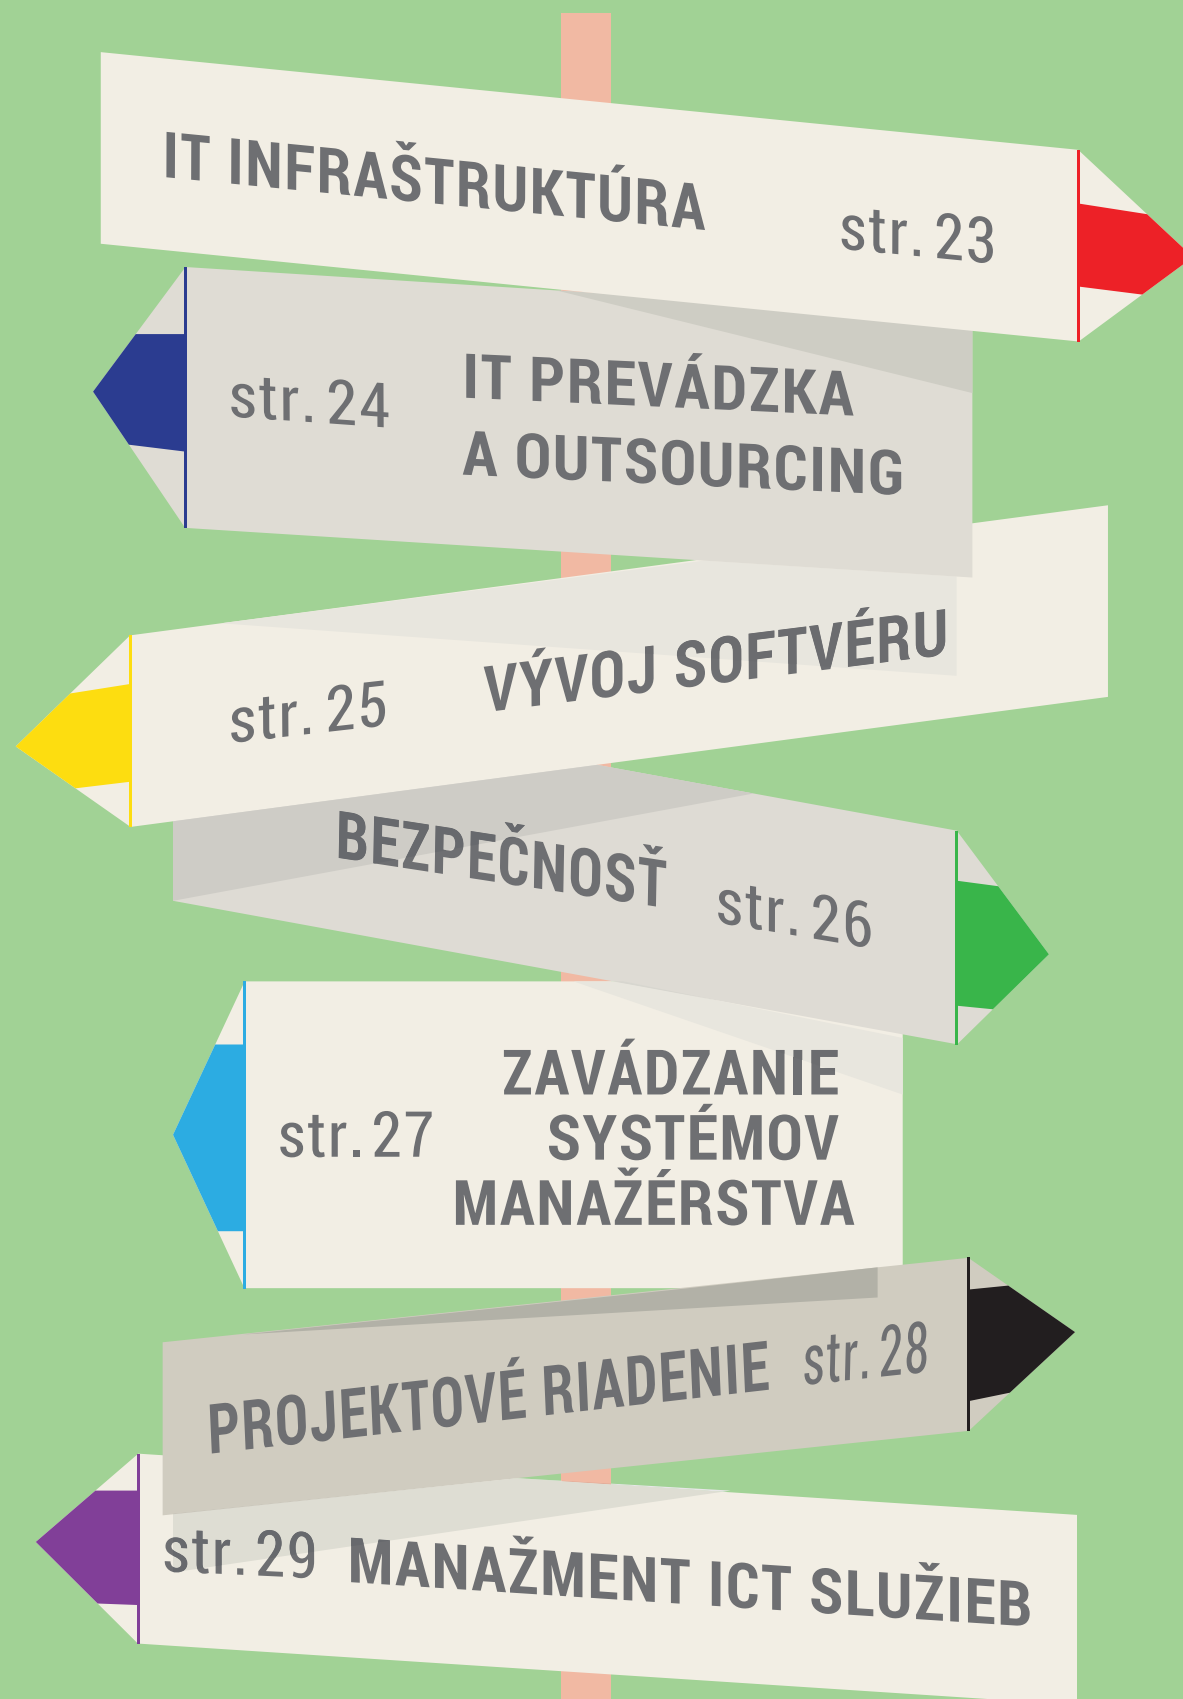 IT INFRAŠTRUKTÚRA str. 23
str. 24 IT PREVÁDZKA
A OUTSOURCING
str. 25 VÝVOJ SOFTVÉRU
BEZPEČNOSŤ str. 26
str. 27 ZAVÁDZANIE
SYSTÉMOV
MANAŽÉRSTVA
PROJEKTOVÉ RIADENIE str. 28
str. 29 MANAŽMENT ICT SLUŽIEB